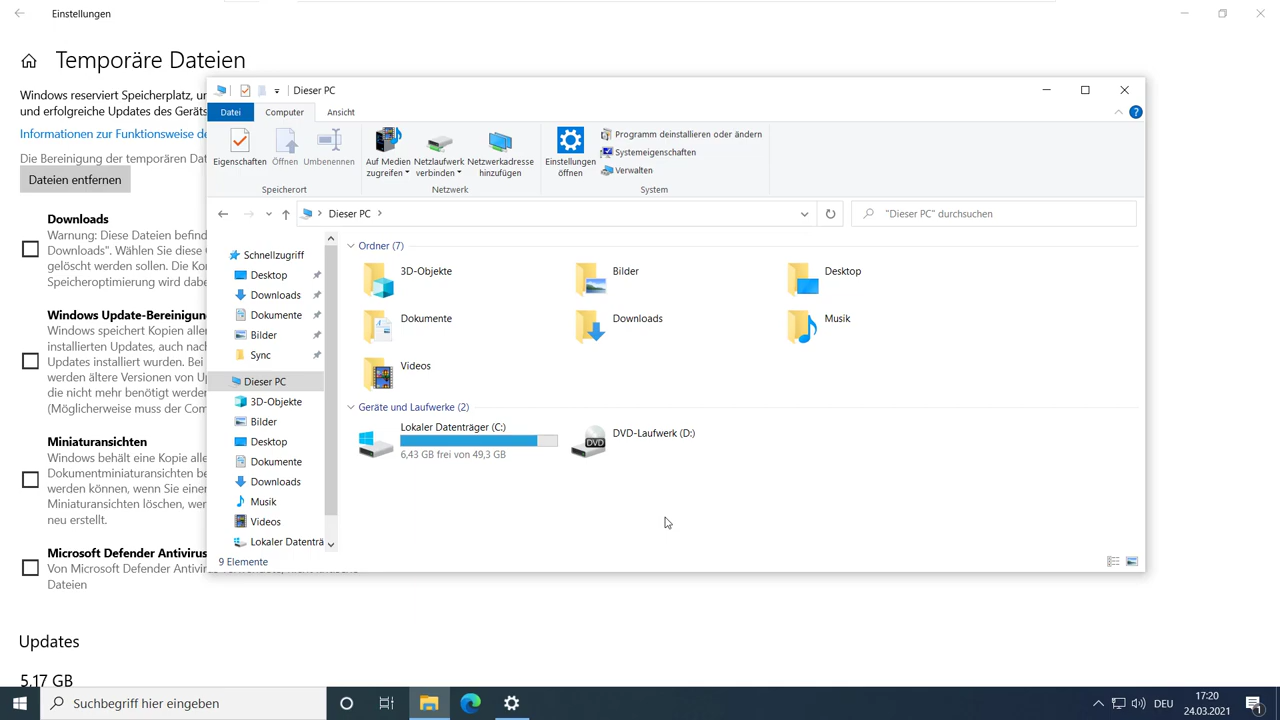 Einstellungen
Temporäre Dateien
Windows reserviert Speicherplatz, u
und erfolgreiche Updates des Geräts
Informationen zur Funktionsweise de
Die Bereinigung der temporären Dat
Dateien entfernen
Downloads
Warnung: Diese Dateien befind
Downloads". Wählen Sie diese
gelöscht werden sollen. Die Kon
Speicheroptimierung wird dabe
Windows Update-Bereinigung
Windows speichert Kopien aller
installierten Updates, auch nach
Updates installiert wurden. Bei
werden ältere Versionen von Up
die nicht mehr benötigt werden
(Möglicherweise muss der Com
Miniaturansichten
Windows behält eine Kopie alle
Dokumentminiaturansichten be
werden können, wenn Sie einen
Miniaturansichten löschen, wer
neu erstellt.
Microsoft Defender Antivirus
Von Microsoft Defender Antivirus verwendete, nicht kritische
Dateien
Updates
5,17 GB
Dieser PC
Datei
Computer
Ansicht
Eigenschaften
Öffnen
Umbenennen
Speicherort
Auf Medien
zugreifen
Netzlaufwerk
verbinden
Netzwerkadresse
hinzufügen
Netzwerk
Einstellungen
öffnen
Programm deinstallieren oder ändern
Systemeigenschaften
Verwalten
System
Dieser PC
"Dieser PC" durchsuchen
Schnellzugriff
Desktop
Downloads
Dokumente
Bilder
Sync
Dieser PC
3D-Objekte
Bilder
Desktop
Dokumente
Downloads
Musik
Videos
Lokaler Datenträ
Ordner (7)
3D-Objekte
Bilder
Desktop
Dokumente
Downloads
Musik
Videos
Geräte und Laufwerke (2)
Lokaler Datenträger (C:)
6,43 GB frei von 49,3 GB
DVD-Laufwerk (D:)
DVD
9 Elemente
Suchbegriff hier eingeben
DEU
17:20
24.03.2021
1